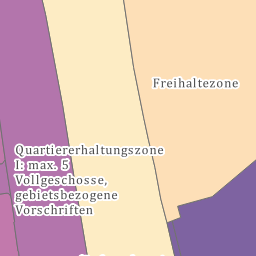 Freihaltezone
Quartiererhaltungszone
I: max. 5
Vollgeschosse,
gebietsbezogene
Vorschriften